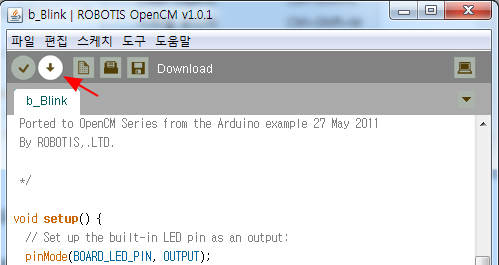 b_Blink | ROBOTIS OpenCM v1.0.1
파일 편집 스케치 도구 도움말
Download
b_Blink
Ported to OpenCM Series from the Arduino example 27 May 2011
By ROBOTIS,.LTD.
*/
void setup() {
// Set up the built-in LED pin as an output:
pinMode(BOARD_LED_PIN, OUTPUT);